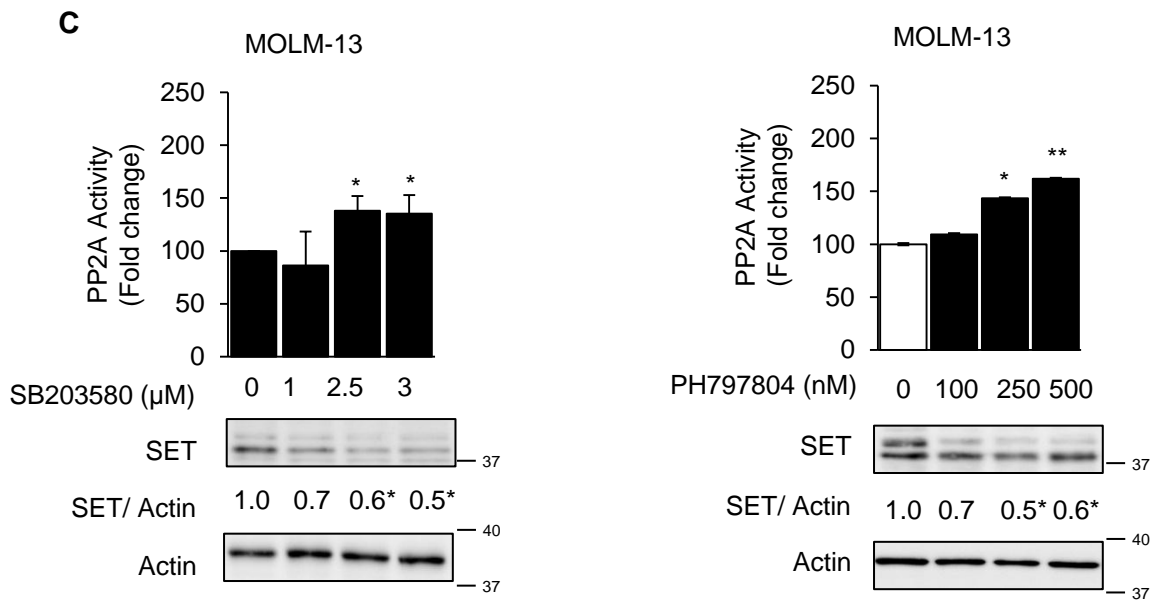 C
MOLM-13
250
200
150
100
50
0
PP2A Activity
(Fold change)
* *
SB203580 (µM) 0 1 2.5 3
SET
37
SET/ Actin 1.0 0.7 0.6* 0.5*
40
Actin
37
MOLM-13
250
200
150
100
50
0
PP2A Activity
(Fold change)
* **
PH797804 (nM) 0 100 250 500
SET
37
SET/ Actin 1.0 0.7 0.5* 0.6*
40
Actin
37